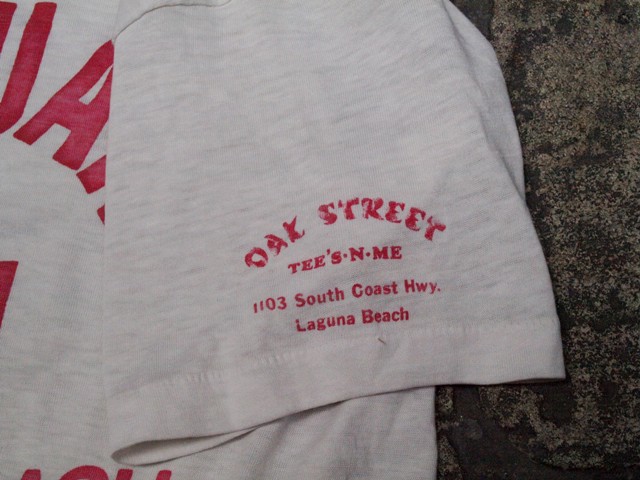 OAK STREET
TEE'S·N·ME
1103 South Coast Hwy.
Laguna Beach